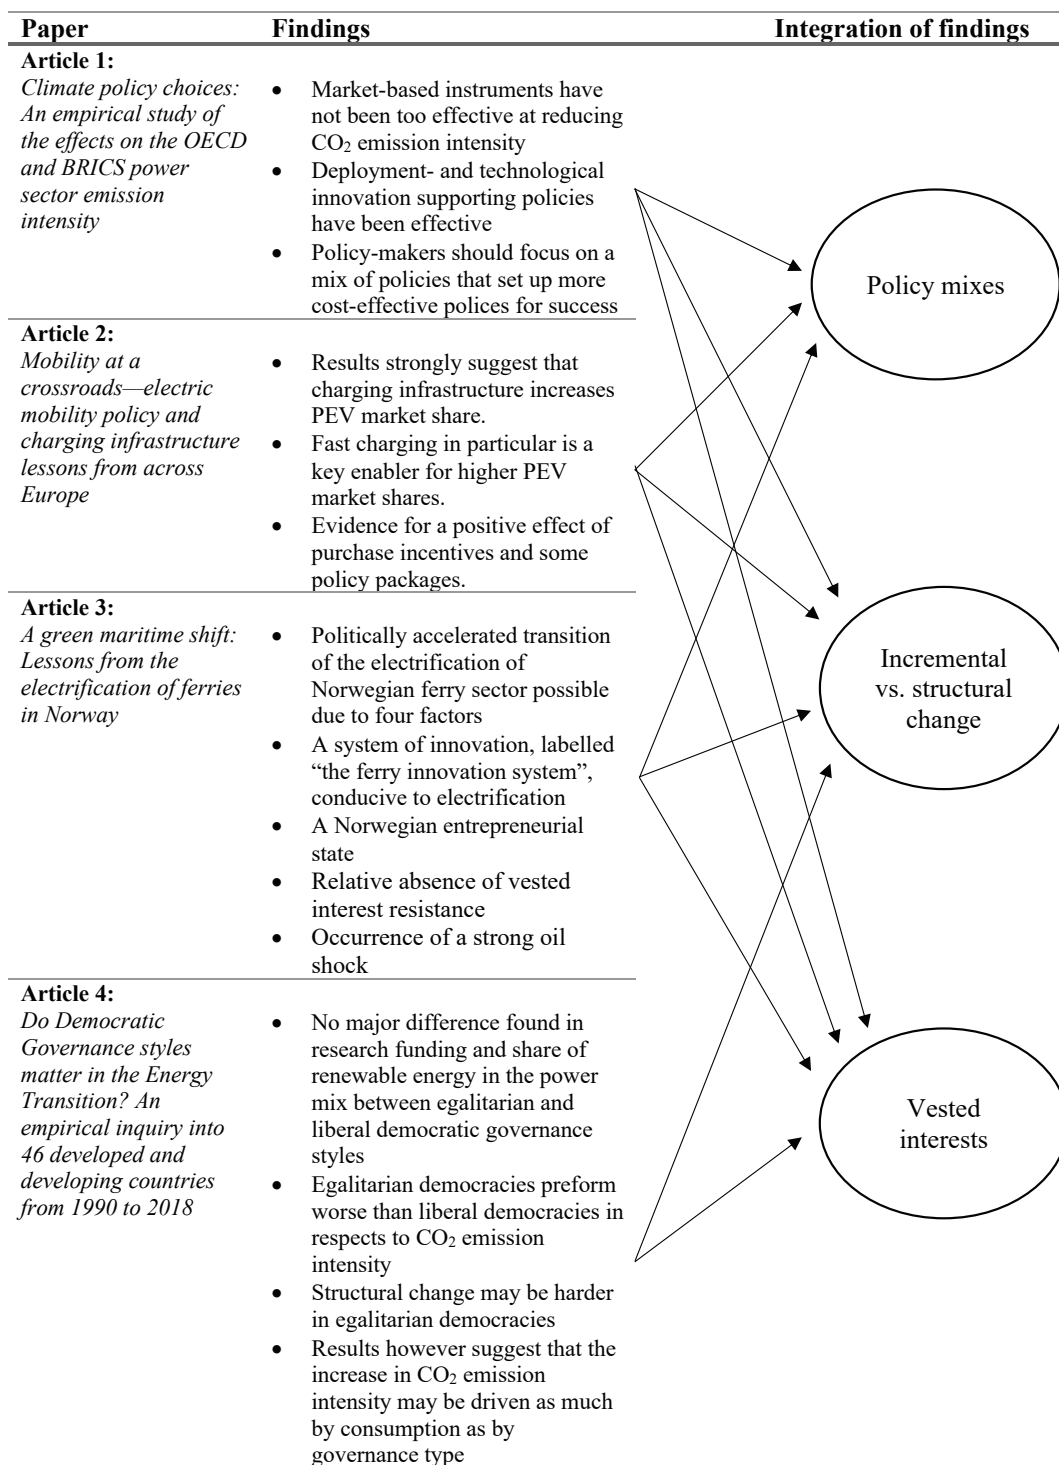 Paper Findings Integration of findings
Article 1:
Climate policy choices:
An empirical study of
the effects on the OECD
and BRICS power
sector emission
intensity
• Market-based instruments have
not been too effective at reducing
CO₂ emission intensity
• Deployment- and technological
innovation supporting policies
have been effective
• Policy-makers should focus on a
mix of policies that set up more
cost-effective polices for success
Article 2:
Mobility at a
crossroads—electric
mobility policy and
charging infrastructure
lessons from across
Europe
• Results strongly suggest that
charging infrastructure increases
PEV market share.
• Fast charging in particular is a
key enabler for higher PEV
market shares.
• Evidence for a positive effect of
purchase incentives and some
policy packages.
Article 3:
A green maritime shift:
Lessons from the
electrification of ferries
in Norway
• Politically accelerated transition
of the electrification of
Norwegian ferry sector possible
due to four factors
• A system of innovation, labelled
“the ferry innovation system”,
conducive to electrification
• A Norwegian entrepreneurial
state
• Relative absence of vested
interest resistance
• Occurrence of a strong oil
shock
Article 4:
Do Democratic
Governance styles
matter in the Energy
Transition? An
empirical inquiry into
46 developed and
developing countries
from 1990 to 2018
• No major difference found in
research funding and share of
renewable energy in the power
mix between egalitarian and
liberal democratic governance
styles
• Egalitarian democracies preform
worse than liberal democracies in
respects to CO₂ emission
intensity
• Structural change may be harder
in egalitarian democracies
• Results however suggest that the
increase in CO₂ emission
intensity may be driven as much
by consumption as by
governance type
Policy mixes
Incremental
vs. structural
change
Vested
interests